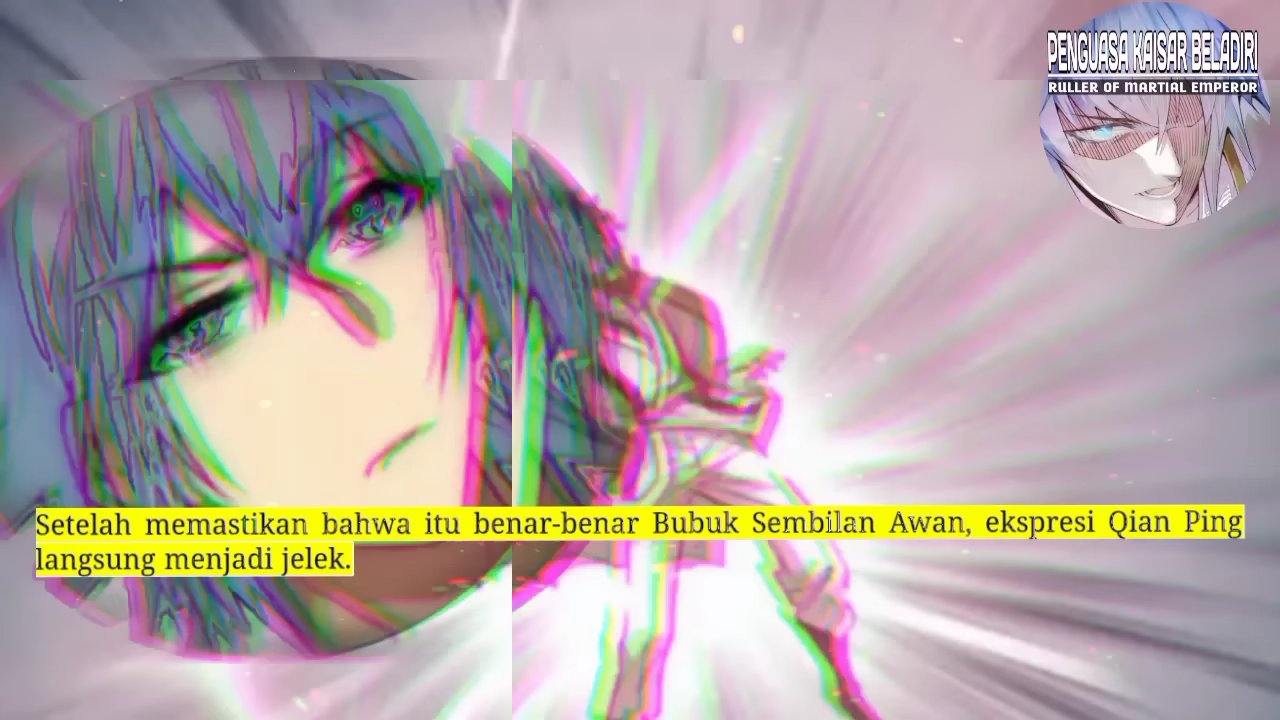 PENGUASA KAISAR BELADIRI
RULLER OF MARTIAL EMPEROR
Setelah memastikan bahwa itu benar-benar Bubuk Sembilan Awan, ekspresi Qian Ping
langsung menjadi jelek.